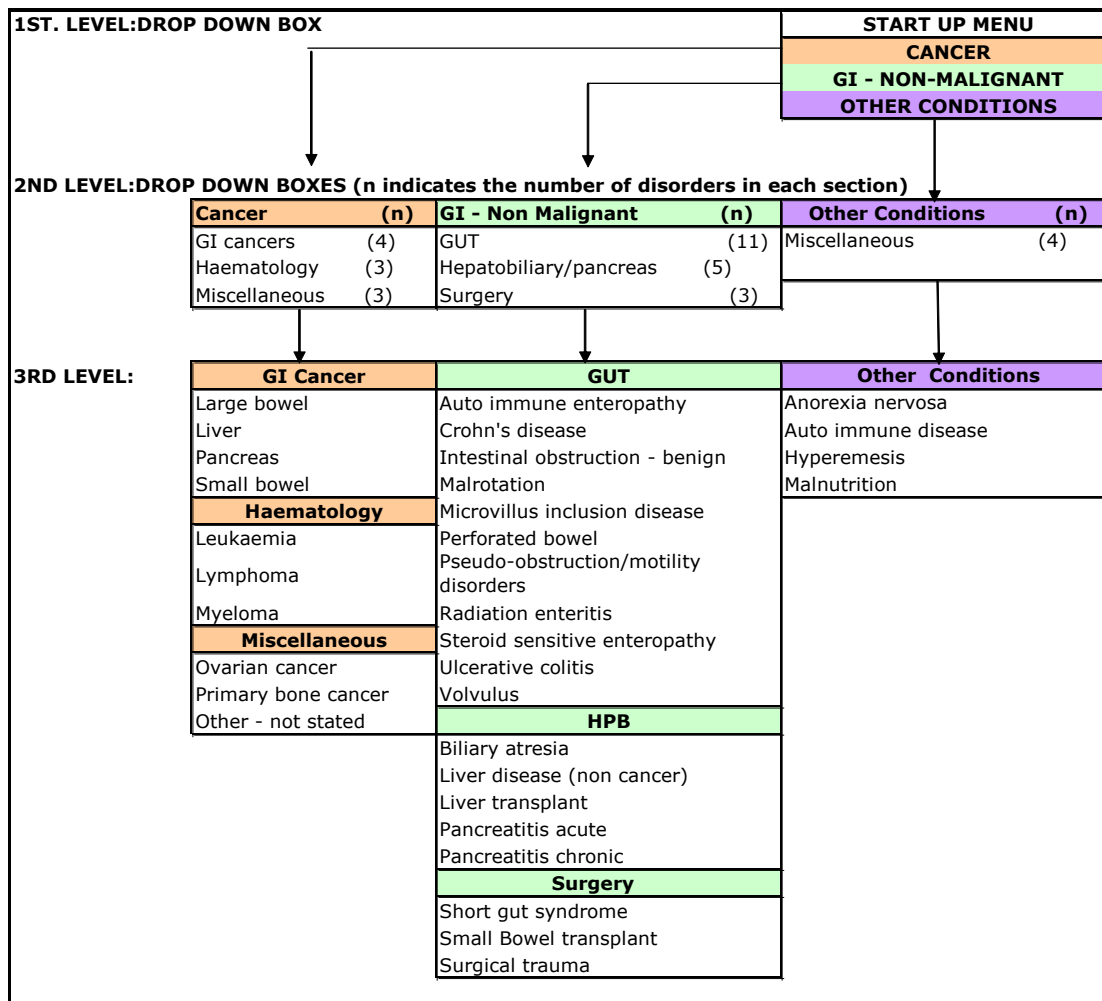 1ST. LEVEL:DROP DOWN BOX
START UP MENU
CANCER
GI - NON-MALIGNANT
OTHER CONDITIONS
2ND LEVEL:DROP DOWN BOXES (n indicates the number of disorders in each section)
Cancer (n)
GI cancers (4)
Haematology (3)
Miscellaneous (3)
GI - Non Malignant (n)
GUT (11)
Hepatobiliary/pancreas (5)
Surgery (3)
Other Conditions (n)
Miscellaneous (4)
3RD LEVEL:
GI Cancer
Large bowel
Liver
Pancreas
Small bowel
Haematology
Leukaemia
Lymphoma
Myeloma
Miscellaneous
Ovarian cancer
Primary bone cancer
Other - not stated
GUT
Auto immune enteropathy
Crohn's disease
Intestinal obstruction - benign
Malrotation
Microvillus inclusion disease
Perforated bowel
Pseudo-obstruction/motility
disorders
Radiation enteritis
Steroid sensitive enteropathy
Ulcerative colitis
Volvulus
HPB
Biliary atresia
Liver disease (non cancer)
Liver transplant
Pancreatitis acute
Pancreatitis chronic
Surgery
Short gut syndrome
Small Bowel transplant
Surgical trauma
Other Conditions
Anorexia nervosa
Auto immune disease
Hyperemesis
Malnutrition